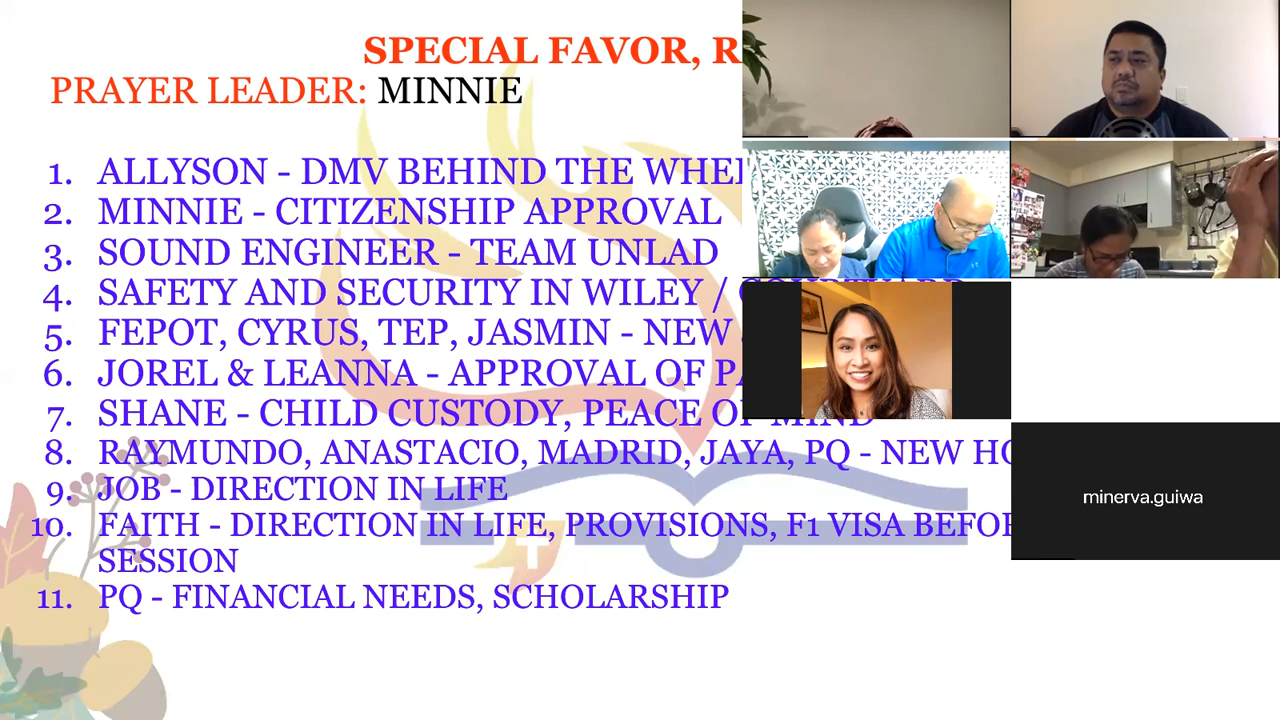 SPECIAL FAVOR,
PRAYER LEADER: MINNIE
1. ALLYSON - DMV BEHIND THE
2. MINNIE - CITIZENSHIP APPROVAL
3. SOUND ENGINEER - TEAM UNLAD
4. SAFETY AND SECURITY IN WILEY /
5. FEPOT, CYRUS, TEP, JASMIN - NEW
6. JOREL & LEANNA - APPROVAL OF
7. SHANE - CHILD CUSTODY, PEACE OF MIND
8. RAYMUNDO, ANASTACIO, MADRID, JAYA, PQ - NEW
9. JOB - DIRECTION IN LIFE
10. FAITH - DIRECTION IN LIFE, PROVISIONS, F1 VISA
SESSION
11. PQ - FINANCIAL NEEDS, SCHOLARSHIP
minerva.guiwa